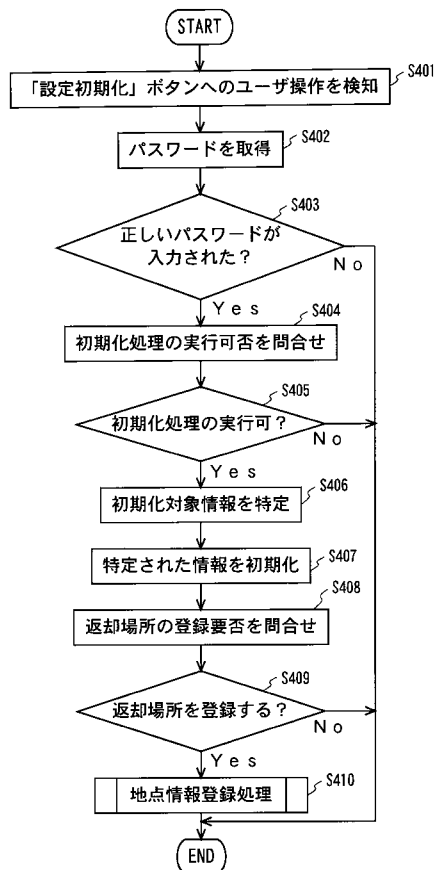 START
「設定初期化」ボタンへのユーザ操作を検知
S401
パスワードを取得
S402
正しいパスワードが
入力された?
S403
No
Yes
初期化処理の実行可否を問合せ
S404
初期化処理の実行可?
S405
No
Yes
初期化対象情報を特定
S406
特定された情報を初期化
S407
返却場所の登録要否を問合せ
S408
返却場所を登録する?
S409
No
Yes
地点情報登録処理
S410
END